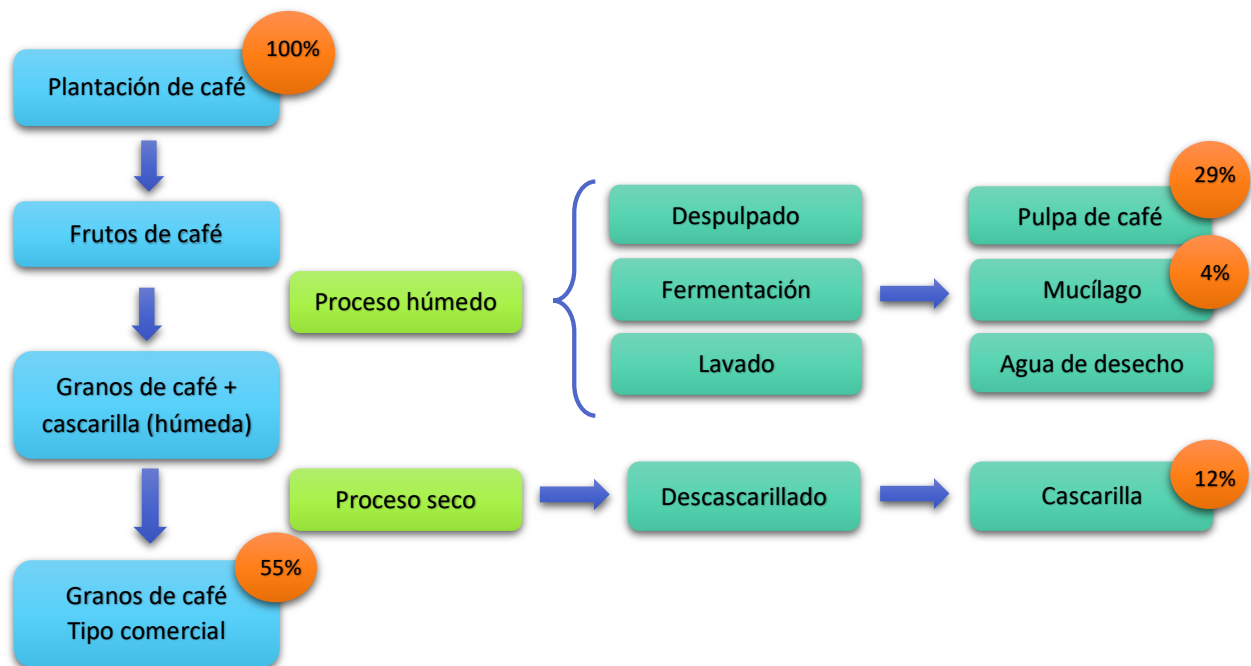 100%
Plantación de café
Frutos de café
Granos de café +
cascarilla (húmeda)
55%
Granos de café
Tipo comercial
Proceso húmedo
Proceso seco
Despulpado
Fermentación
Lavado
Descascarillado
29%
Pulpa de café
4%
Mucílago
Agua de desecho
12%
Cascarilla